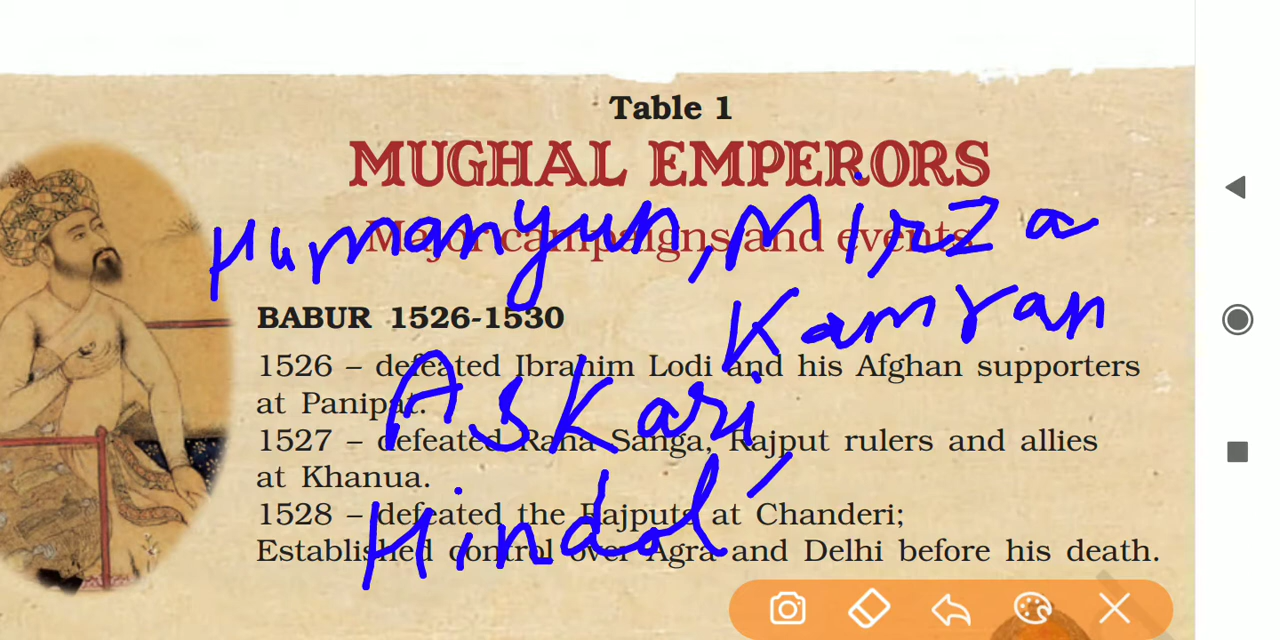 Table 1
MUGHAL EMPERORS
Major campaigns and events
Humanyun, Mirza
Kamran
BABUR 1526-1530
1526 – defeated Ibrahim Lodi and his Afghan supporters
at Panipat.
Askari
1527 – defeated Rana Sanga, Rajput rulers and allies
at Khanua.
Hindal
1528 – defeated the Rajputs at Chanderi;
Established control over Agra and Delhi before his death.